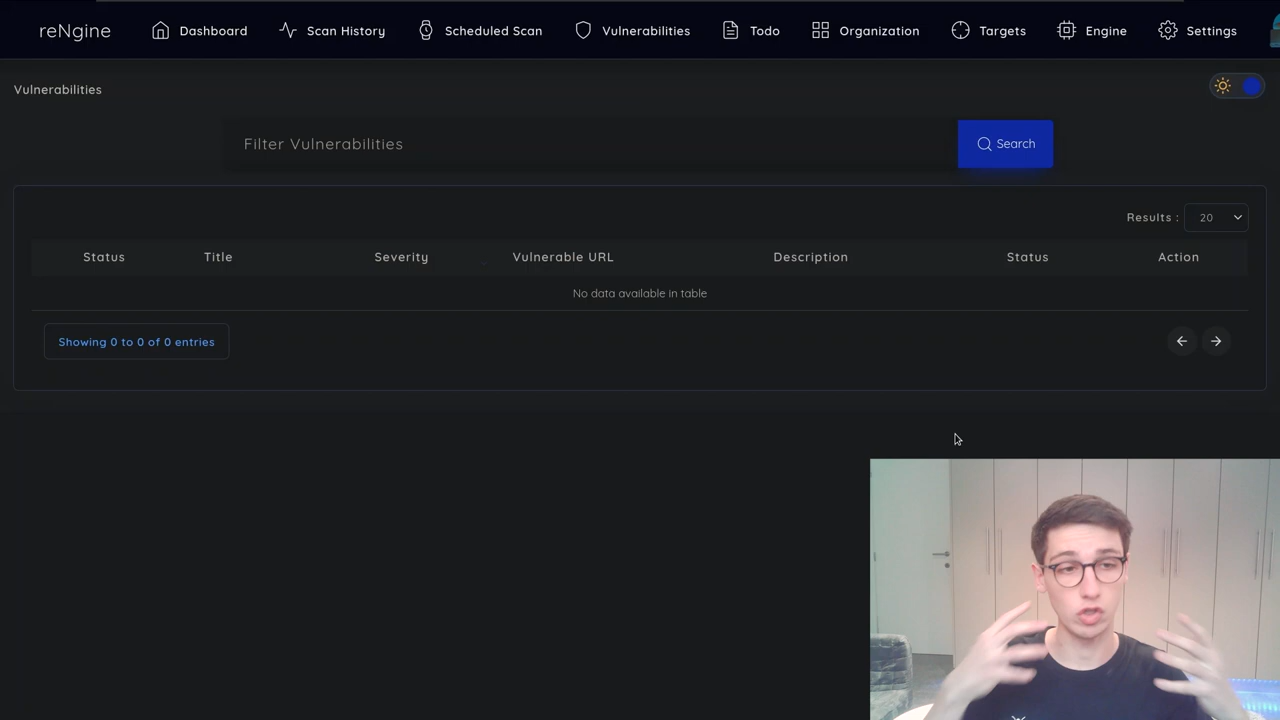 reNgine Dashboard Scan History Scheduled Scan Vulnerabilities Todo Organization Targets Engine Settings
Vulnerabilities
Filter Vulnerabilities Search
Results : 20
Status Title Severity Vulnerable URL Description Status Action
No data available in table
Showing 0 to 0 of 0 entries